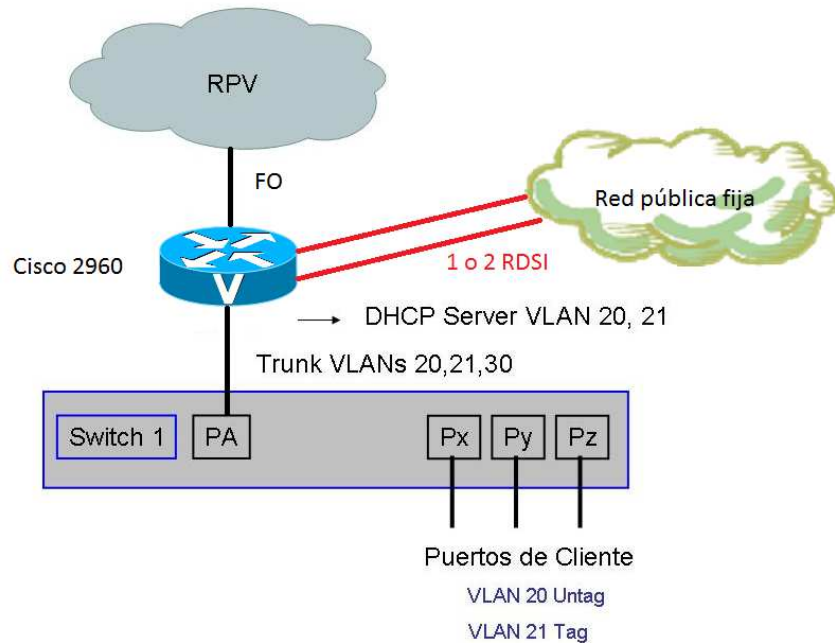 RPV
FO
Red pública fija
Cisco 2960
V
1 o 2 RDSI
→ DHCP Server VLAN 20, 21
Trunk VLANs 20,21,30
Switch 1
PA
Px
Py
Pz
Puertos de Cliente
VLAN 20 Untag
VLAN 21 Tag